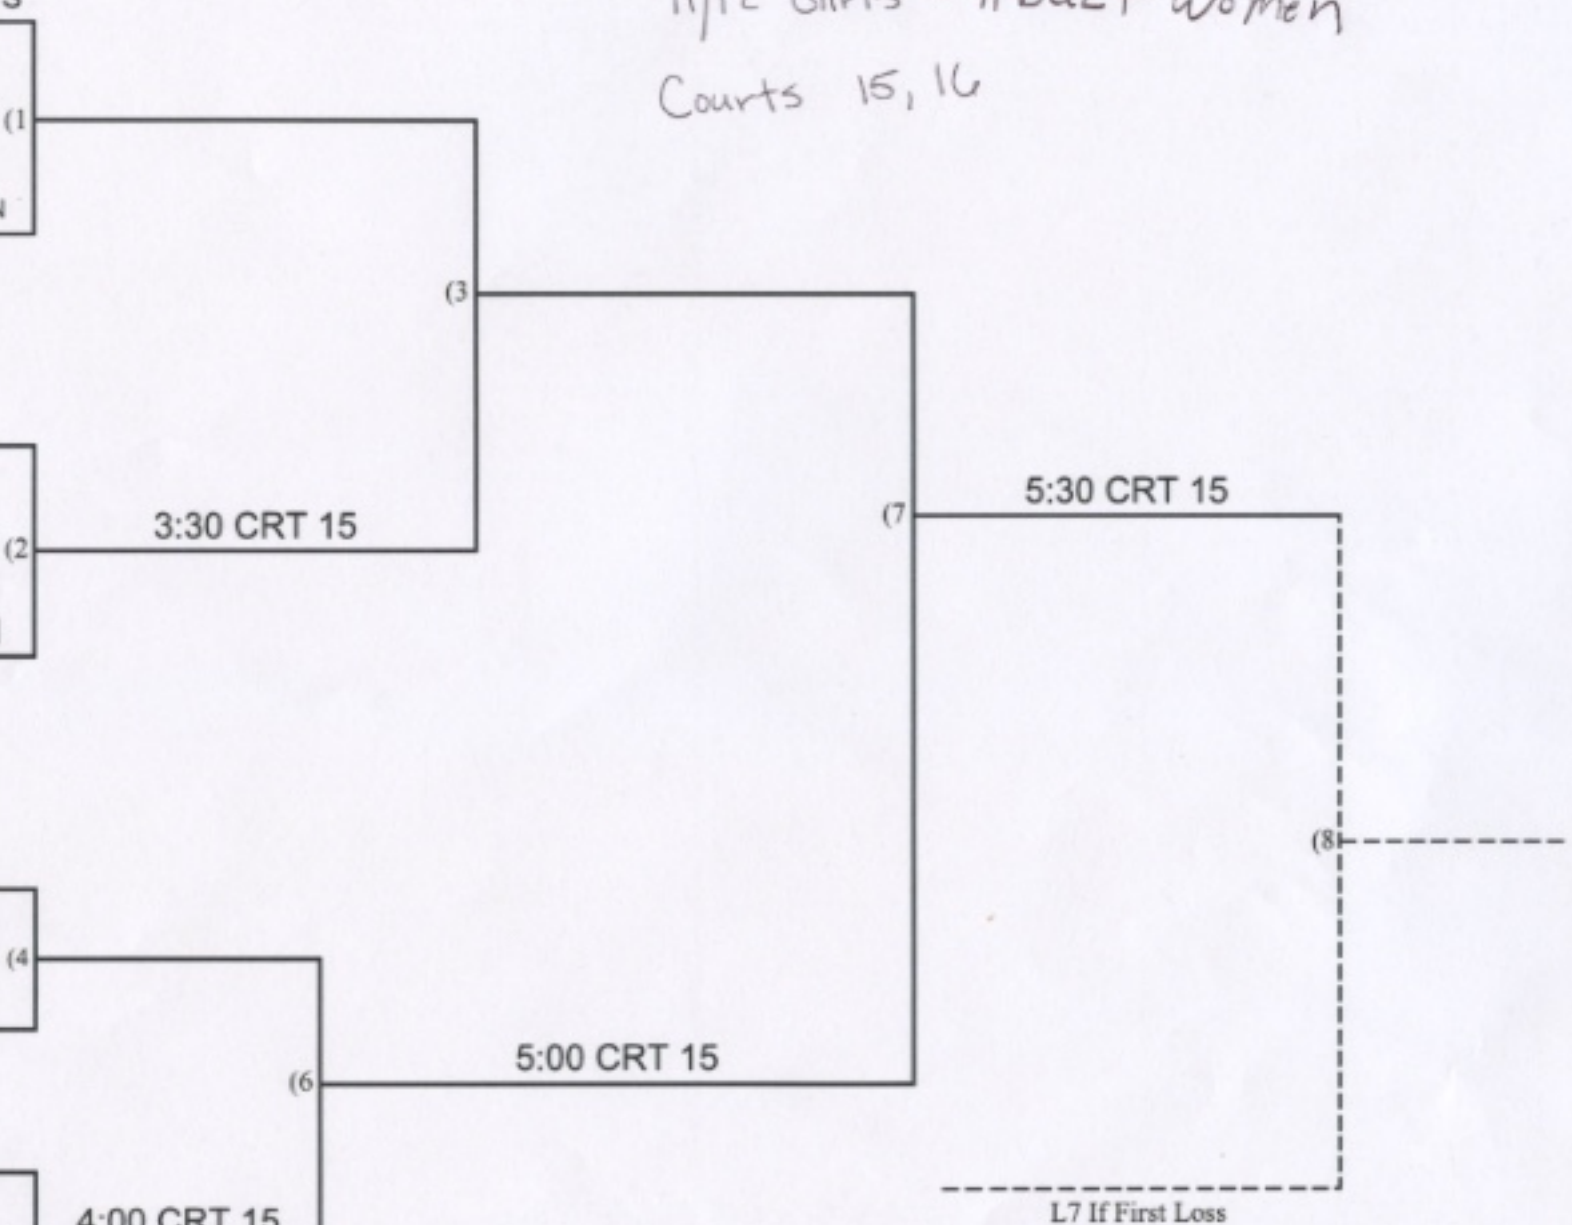 Women
Courts 15, 16
(1
(3
5:30 CRT 15
(7
3:30 CRT 15
(2
(8
(4
5:00 CRT 15
(6
4:00 CRT 15
L7 If First Loss